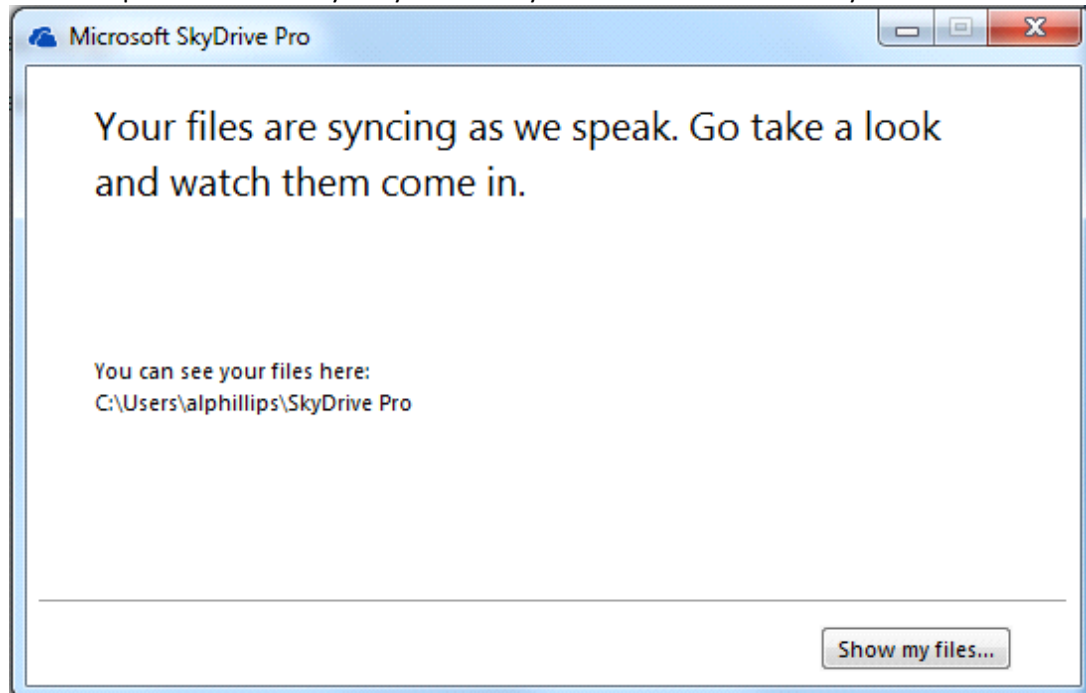 Microsoft SkyDrive Pro
Your files are syncing as we speak. Go take a look
and watch them come in.
You can see your files here:
C:\Users\alphillips\SkyDrive Pro
Show my files...